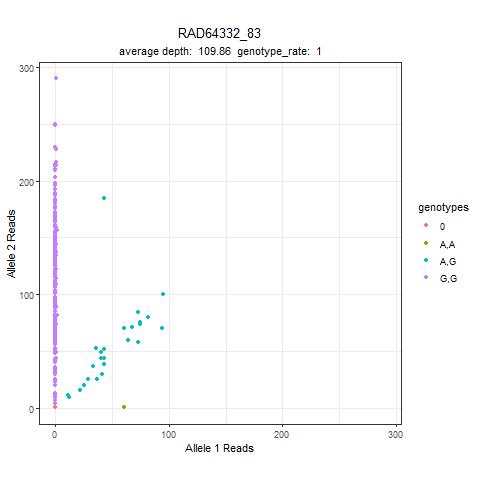 RAD64332_83
average depth:  109.86  genotype_rate:  1
300
200
100
0
Allele 2 Reads
0
100
200
300
Allele 1 Reads
genotypes
0
A,A
A,G
G,G